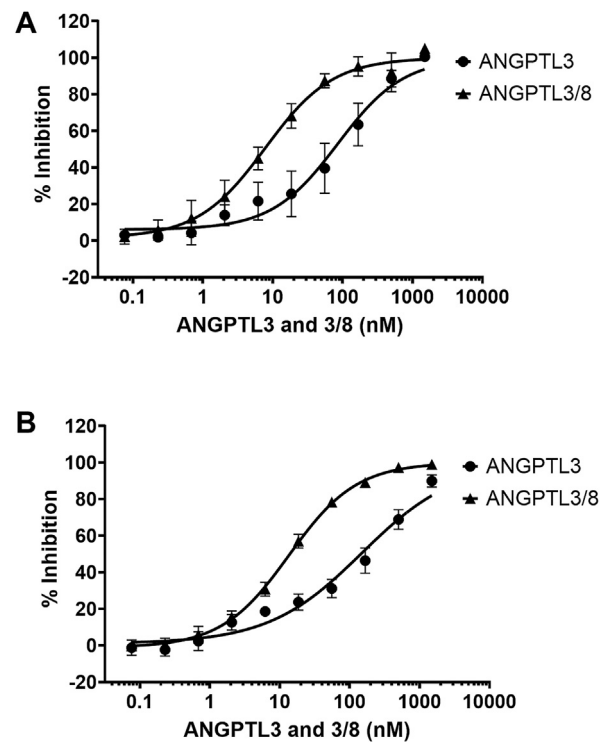 A
120
100
80
60
40
20
0
-20
% Inhibition
0.1 1 10 100 1000 10000
ANGPTL3 and 3/8 (nM)
ANGPTL3
ANGPTL3/8
B
120
100
80
60
40
20
0
-20
% Inhibition
0.1 1 10 100 1000 10000
ANGPTL3 and 3/8 (nM)
ANGPTL3
ANGPTL3/8